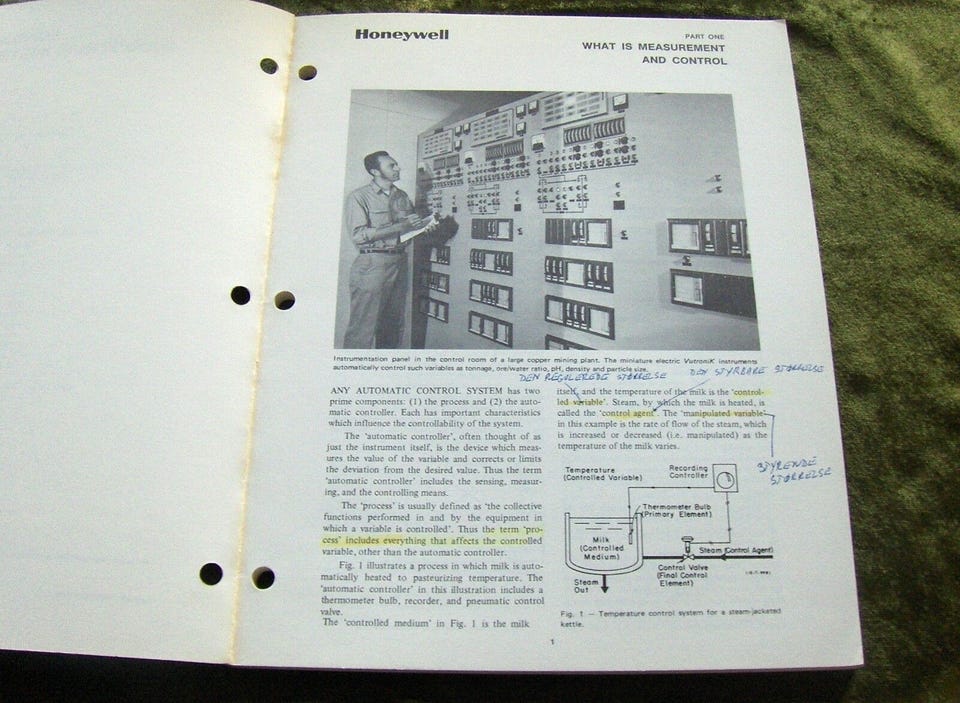 Honeywell
PART ONE
WHAT IS MEASUREMENT
AND CONTROL
Instrumentation panel in the control room of a large copper mining plant. The miniature electric VutroniK instruments
automatically control such variables as tonnage, ore/water ratio, pH, density and particle size.
DEN REGULEREDE STØRRELSE
DEN STYRBARE STØRRELSE
ANY AUTOMATIC CONTROL SYSTEM has two
prime components: (1) the process and (2) the auto-
matic controller. Each has important characteristics
which influence the controllability of the system.
The 'automatic controller', often thought of as
just the instrument itself, is the device which meas-
ures the value of the variable and corrects or limits
the deviation from the desired value. Thus the term
'automatic controller' includes the sensing, measur-
ing, and the controlling means.
The 'process' is usually defined as 'the collective
functions performed in and by the equipment in
which a variable is controlled'. Thus the term 'pro-
cess' includes everything that affects the controlled
variable, other than the automatic controller.
Fig. 1 illustrates a process in which milk is auto-
matically heated to pasteurizing temperature. The
'automatic controller' in this illustration includes a
thermometer bulb, recorder, and pneumatic control
valve.
The 'controlled medium' in Fig. 1 is the milk
itself, and the temperature of the milk is the 'control-
led variable'. Steam, by which the milk is heated, is
called the 'control agent'. The 'manipulated variable'
in this example is the rate of flow of the steam, which
is increased or decreased (i.e. manipulated) as the
temperature of the milk varies.
STYRENDE
STØRRELSE
Temperature
(Controlled Variable)
Recording
Controller
Thermometer Bulb
(Primary Element)
Milk
(Controlled
Medium)
Steam (Control Agent)
Control Valve
(Final Control
Element)
Steam
Out
Fig. 1 — Temperature control system for a steam-jacketed
kettle.
1